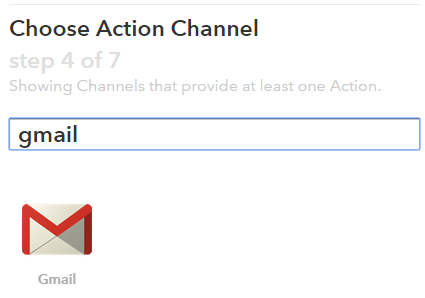 Choose Action Channel
step 4 of 7
Showing Channels that provide at least one Action.
gmail
Gmail